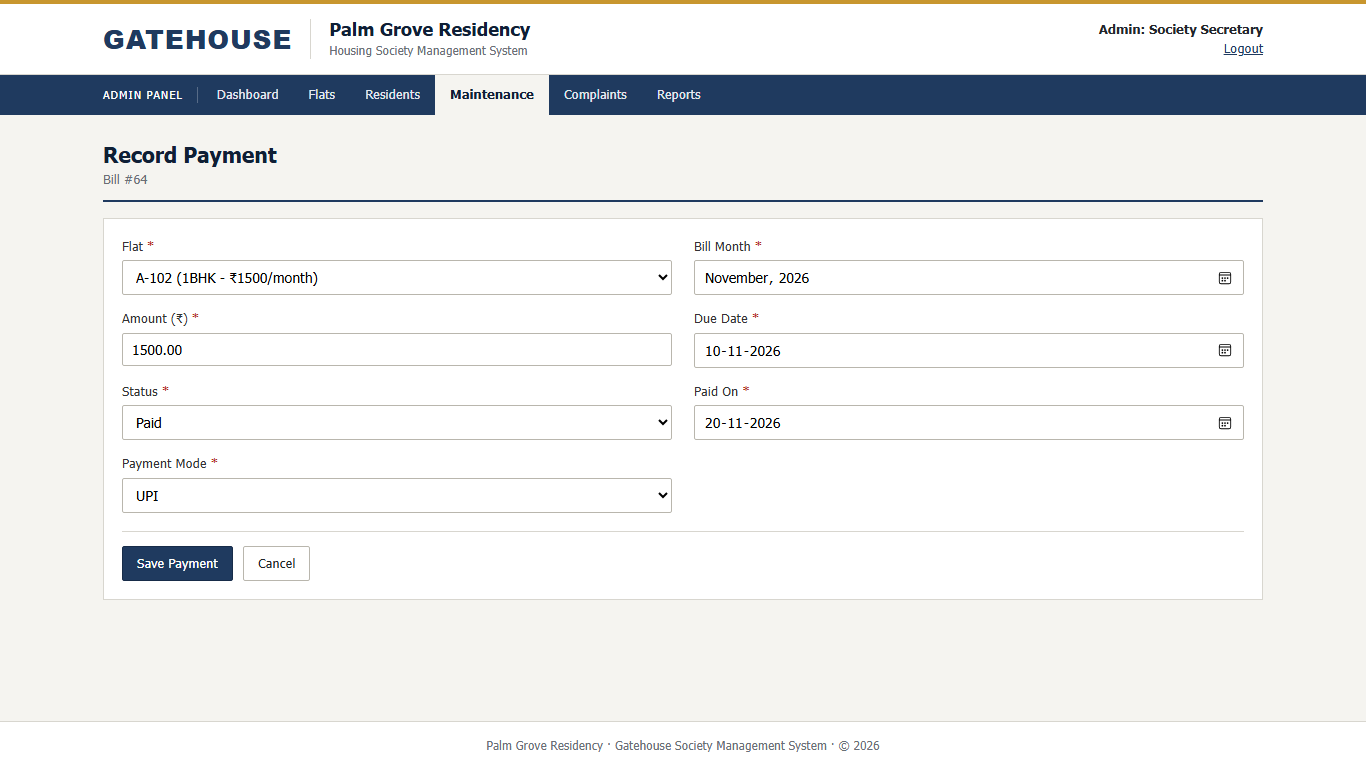 GATEHOUSE
Palm Grove Residency
Housing Society Management System
Admin: Society Secretary
Logout
ADMIN PANEL
Dashboard
Flats
Residents
Maintenance
Complaints
Reports
Record Payment
Bill #64
Flat *
A-102 (1BHK - ₹1500/month)
Bill Month *
November, 2026
Amount (₹) *
1500.00
Due Date *
10-11-2026
Status *
Paid
Paid On *
20-11-2026
Payment Mode *
UPI
Save Payment
Cancel
Palm Grove Residency · Gatehouse Society Management System · © 2026